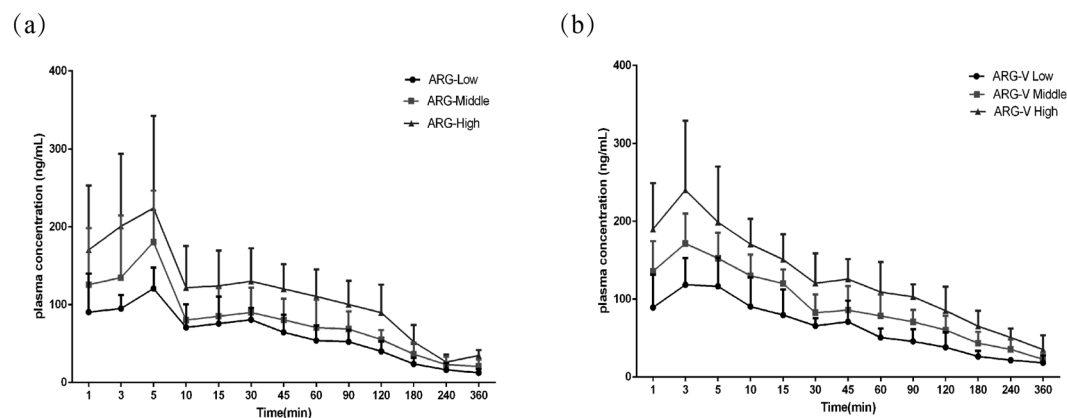 (a)
ARG-Low
ARG-Middle
ARG-High
400
300
200
100
0
plasma concentration (ng/mL)
1 3 5 10 15 30 45 60 90 120 180 240 360
Time(min)
(b)
ARG-V Low
ARG-V Middle
ARG-V High
400
300
200
100
0
plasma concentration (ng/mL)
1 3 5 10 15 30 45 60 90 120 180 240 360
Time(min)